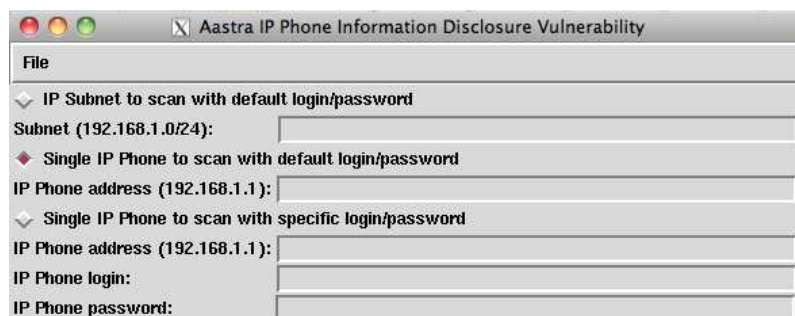 Aastra IP Phone Information Disclosure Vulnerability
File
IP Subnet to scan with default login/password
Subnet (192.168.1.0/24):
Single IP Phone to scan with default login/password
IP Phone address (192.168.1.1):
Single IP Phone to scan with specific login/password
IP Phone address (192.168.1.1):
IP Phone login:
IP Phone password: